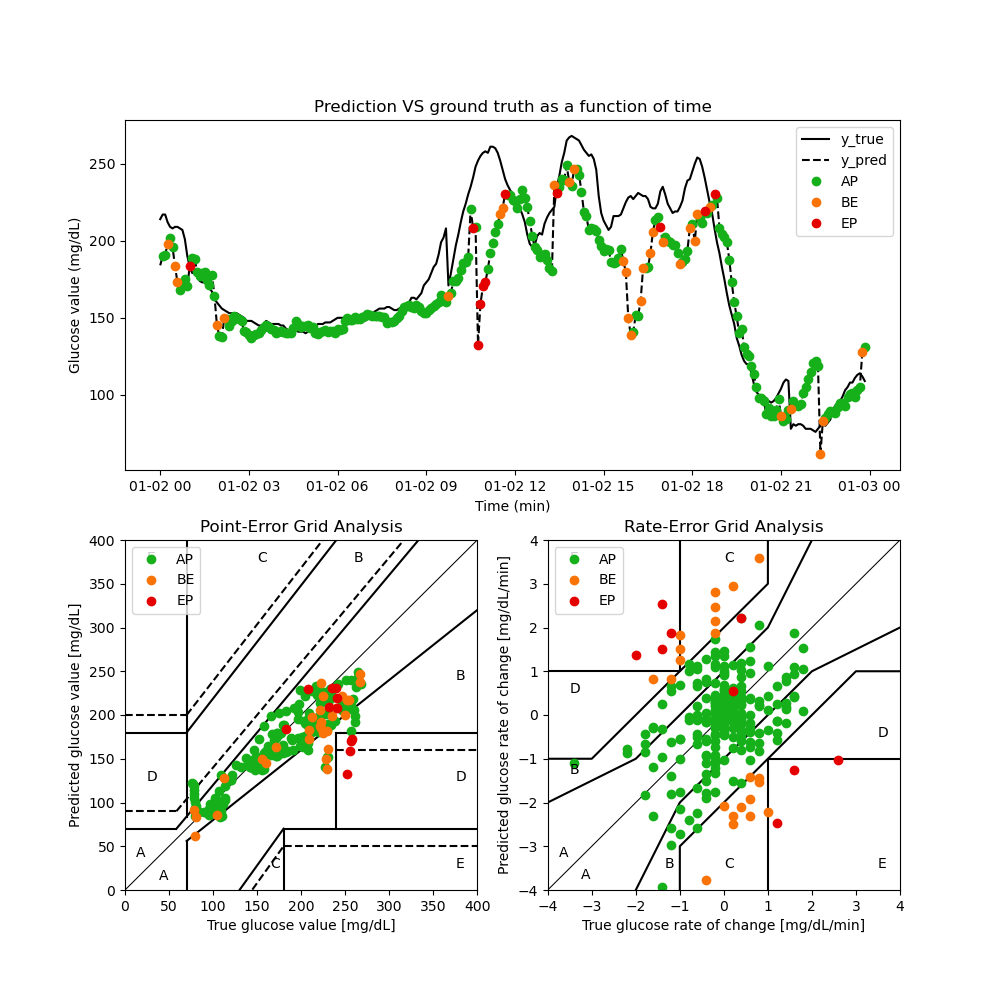 Prediction VS ground truth as a function of time
Glucose value (mg/dL)
250
200
150
100
y_true
y_pred
AP
BE
EP
01-02 00 01-02 03 01-02 06 01-02 09 01-02 12 01-02 15 01-02 18 01-02 21 01-03 00
Time (min)
Point-Error Grid Analysis
Predicted glucose value [mg/dL]
400
350
300
250
200
150
100
50
0
AP
BE
EP
C
B
B
D
D
A
A
C
E
0 50 100 150 200 250 300 350 400
True glucose value [mg/dL]
Rate-Error Grid Analysis
Predicted glucose rate of change [mg/dL/min]
4
3
2
1
0
−1
−2
−3
−4
AP
BE
EP
C
D
D
B
A
A
B
C
E
−4 −3 −2 −1 0 1 2 3 4
True glucose rate of change [mg/dL/min]